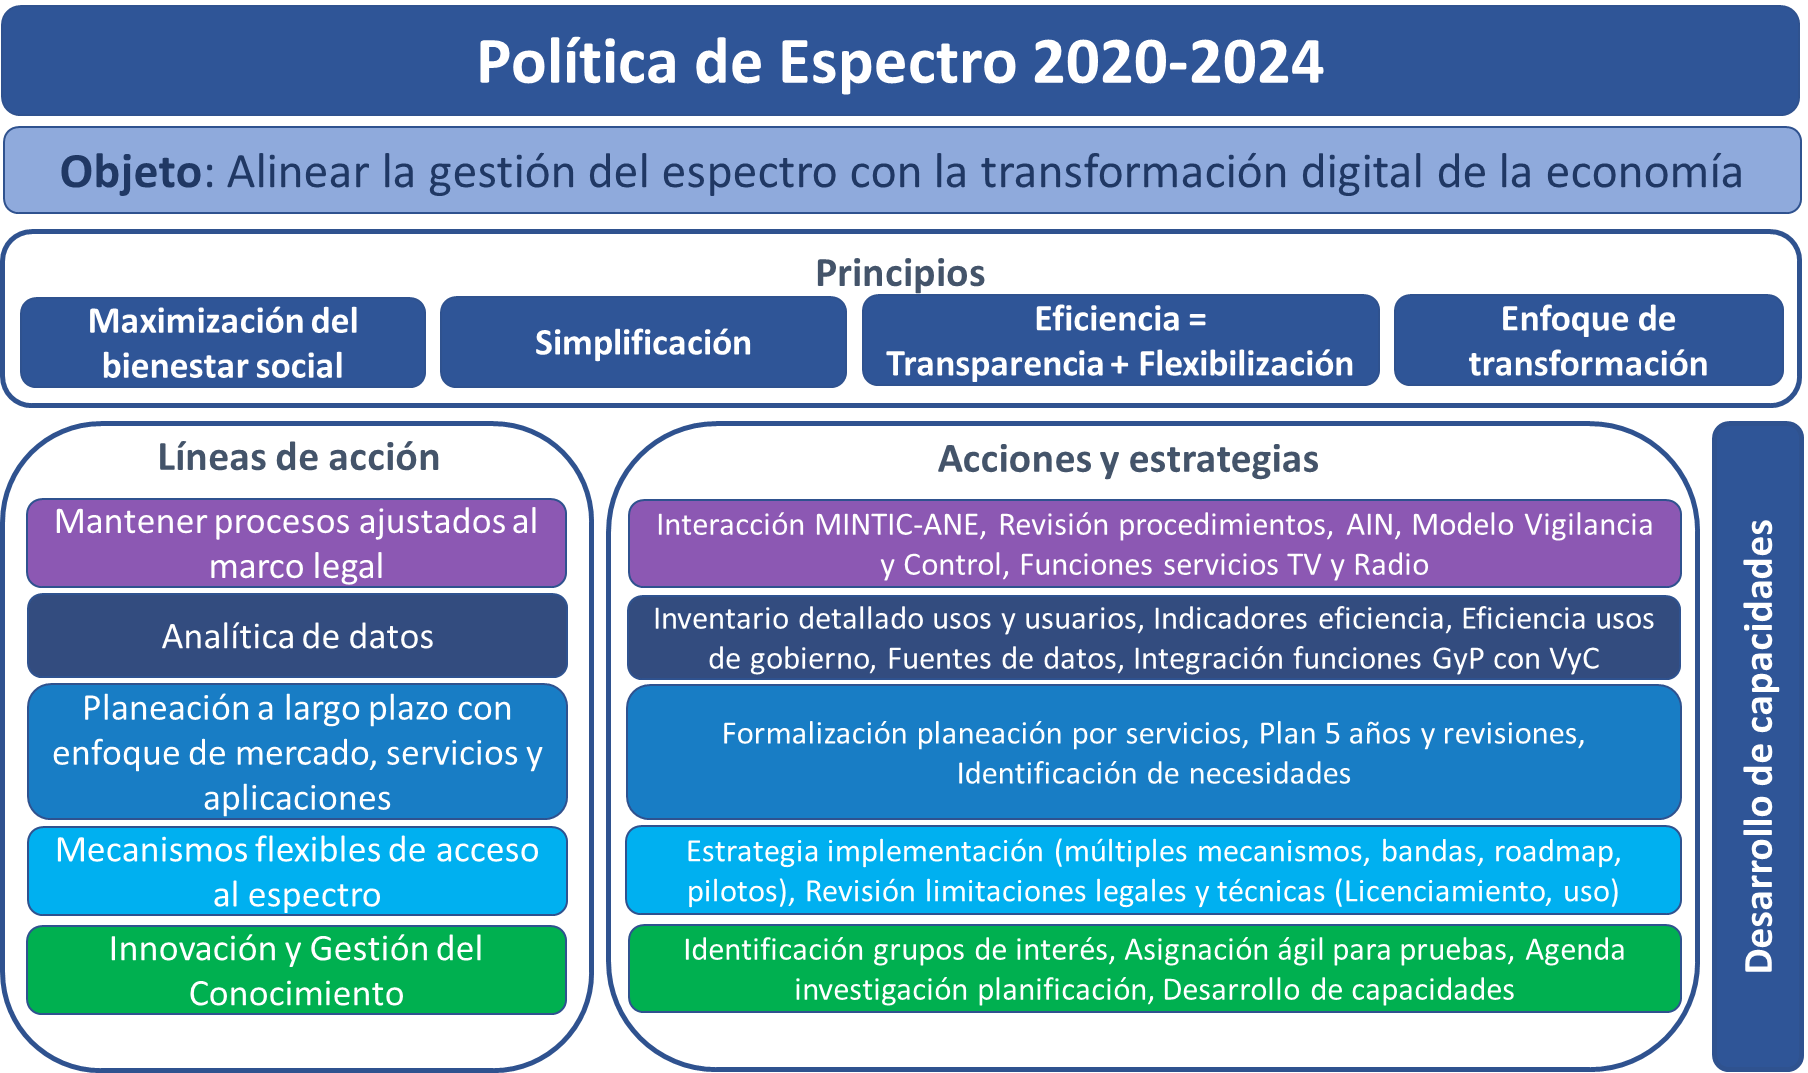 Política de Espectro 2020-2024
Objeto: Alinear la gestión del espectro con la transformación digital de la economía
Principios
Maximización del
bienestar social
Simplificación
Eficiencia =
Transparencia + Flexibilización
Enfoque de
transformación
Líneas de acción
Mantener procesos ajustados al
marco legal
Analítica de datos
Planeación a largo plazo con
enfoque de mercado, servicios y
aplicaciones
Mecanismos flexibles de acceso
al espectro
Innovación y Gestión del
Conocimiento
Acciones y estrategias
Interacción MINTIC-ANE, Revisión procedimientos, AIN, Modelo Vigilancia
y Control, Funciones servicios TV y Radio
Inventario detallado usos y usuarios, Indicadores eficiencia, Eficiencia usos
de gobierno, Fuentes de datos, Integración funciones GyP con VyC
Formalización planeación por servicios, Plan 5 años y revisiones,
Identificación de necesidades
Estrategia implementación (múltiples mecanismos, bandas, roadmap,
pilotos), Revisión limitaciones legales y técnicas (Licenciamiento, uso)
Identificación grupos de interés, Asignación ágil para pruebas, Agenda
investigación planificación, Desarrollo de capacidades
Desarrollo de capacidades